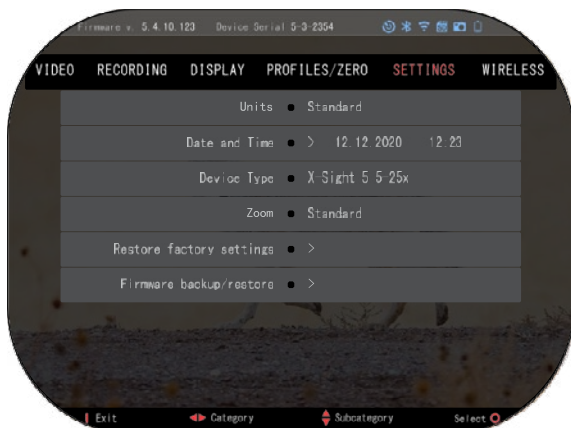 Firmware v. 5.4.10.123 Device Serial 5-3-2354
VIDEO RECORDING DISPLAY PROFILES/ZERO SETTINGS WIRELESS
Units ● Standard
Date and Time ● > 12.12 2020 12.23
Device Type ● X-Sight 5 5-25x
Zoom ● Standard
Restore factory settings ● >
Firmware backup/restore ● >
Exit Category Subcategory Select